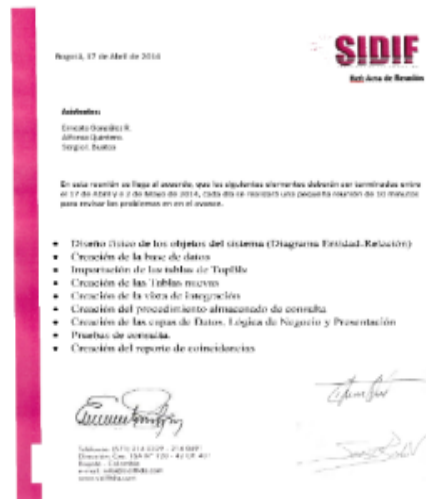 SIDIF
Ref: Acta de Reunión
Bogotá, 17 de Abril de 2014
Asistentes:
Ernesto González R.
Alfonso Quintero
Sergio I. Bustos
En esta reunión se llega al acuerdo, que los siguientes elementos deberán ser terminados entre
el 17 de Abril y el 2 de Mayo de 2014, cada día se realizará una pequeña reunión de 10 minutos
para revisar los problemas en en el avance.
• Diseño físico de los objetos del sistema (Diagrama Entidad-Relación)
• Creación de la base de datos
• Importación de las tablas de TopBls
• Creación de las Tablas nuevas
• Creación de la vista de integración
• Creación del procedimiento almacenado de consulta
• Creación de las capas de Datos, Lógica de Negocio y Presentación
• Pruebas de consulta.
• Creación del reporte de coincidencias
Bogotá - Colombia